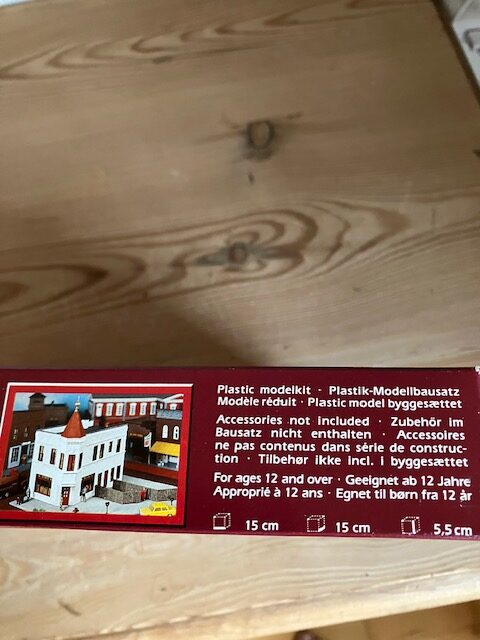 Plastic modelkit · Plastik-Modellbausatz
Modèle réduit · Plastic model byggesættet
Accessories not included · Zubehör im
Bausatz nicht enthalten · Accessoires
ne pas contenus dans série de construc-
tion · Tilbehør ikke incl. i byggesættet
For ages 12 and over · Geeignet ab 12 Jahre
Approprié à 12 ans · Egnet til børn fra 12 år
15 cm 15 cm 5,5 cm